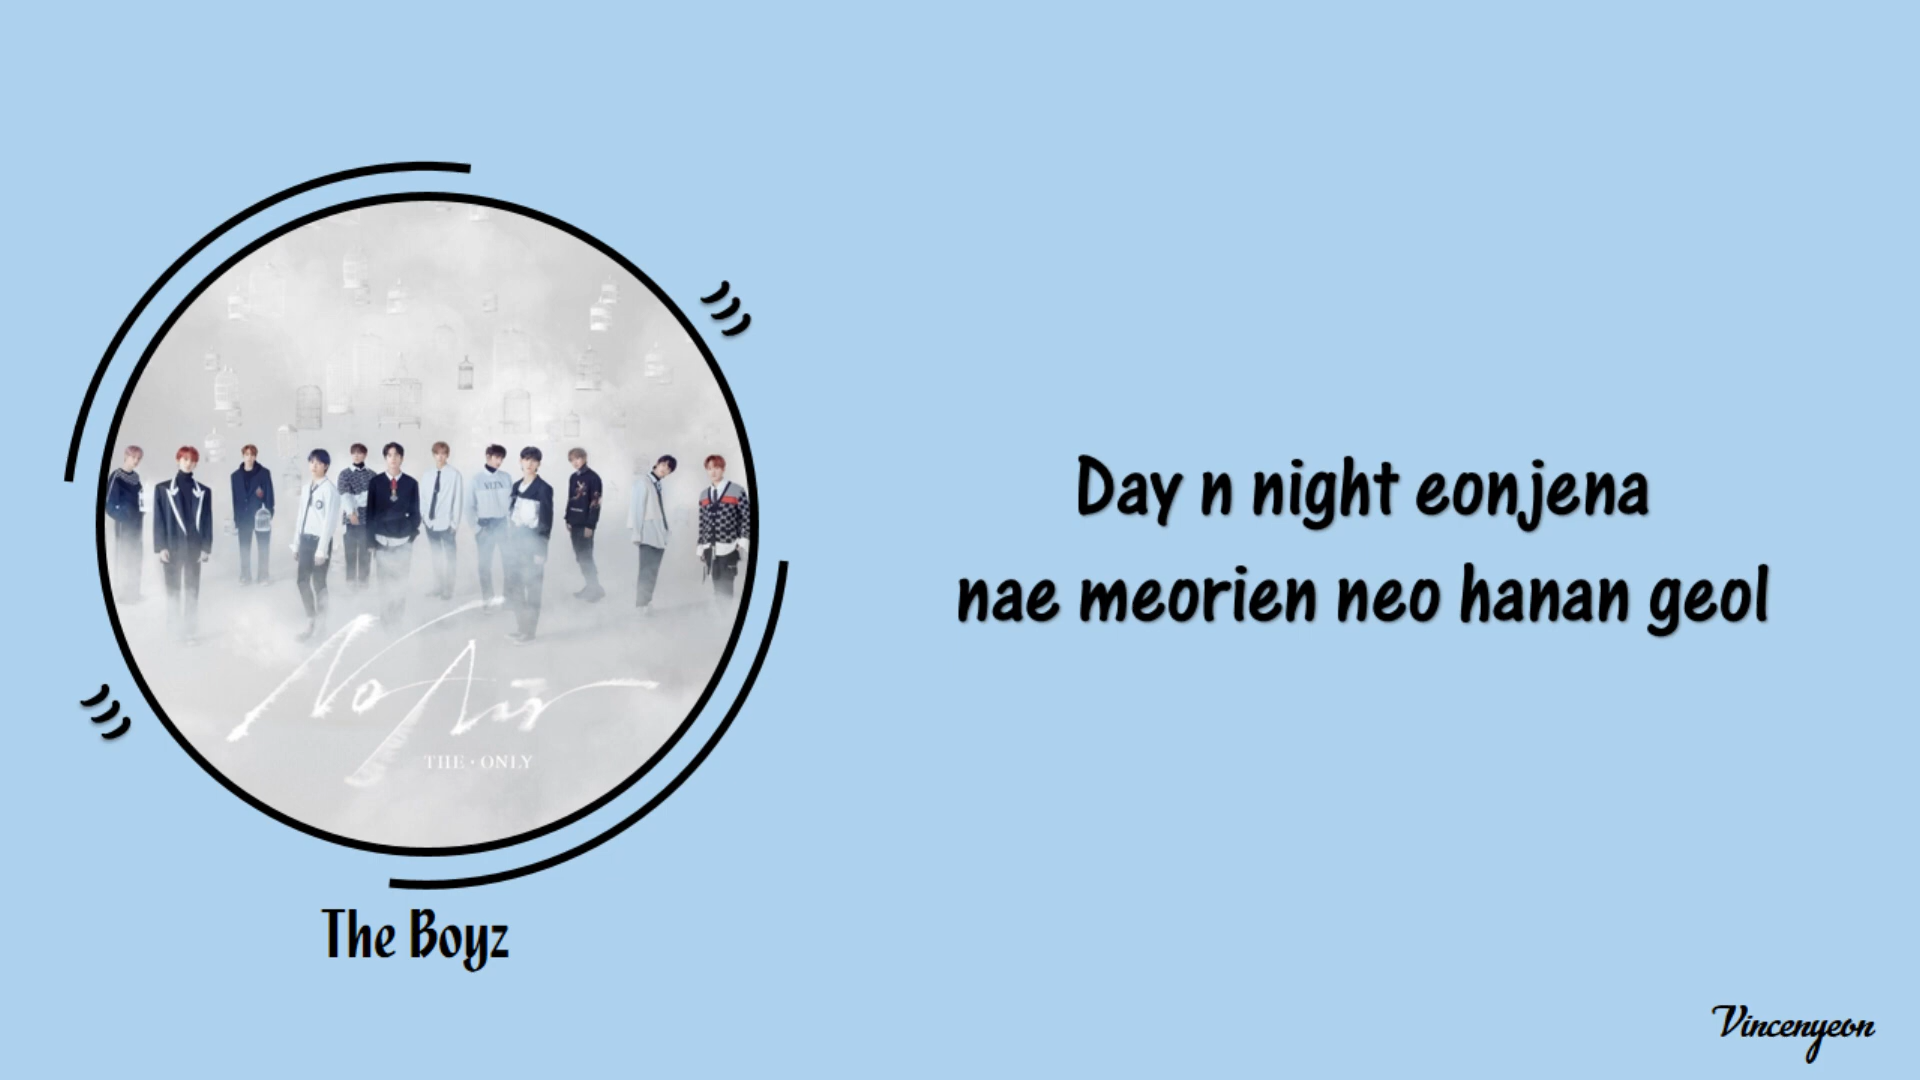 No Air
THE · ONLY
The Boyz
Day n night eonjena
nae meorien neo hanan geol
Vincenyeon